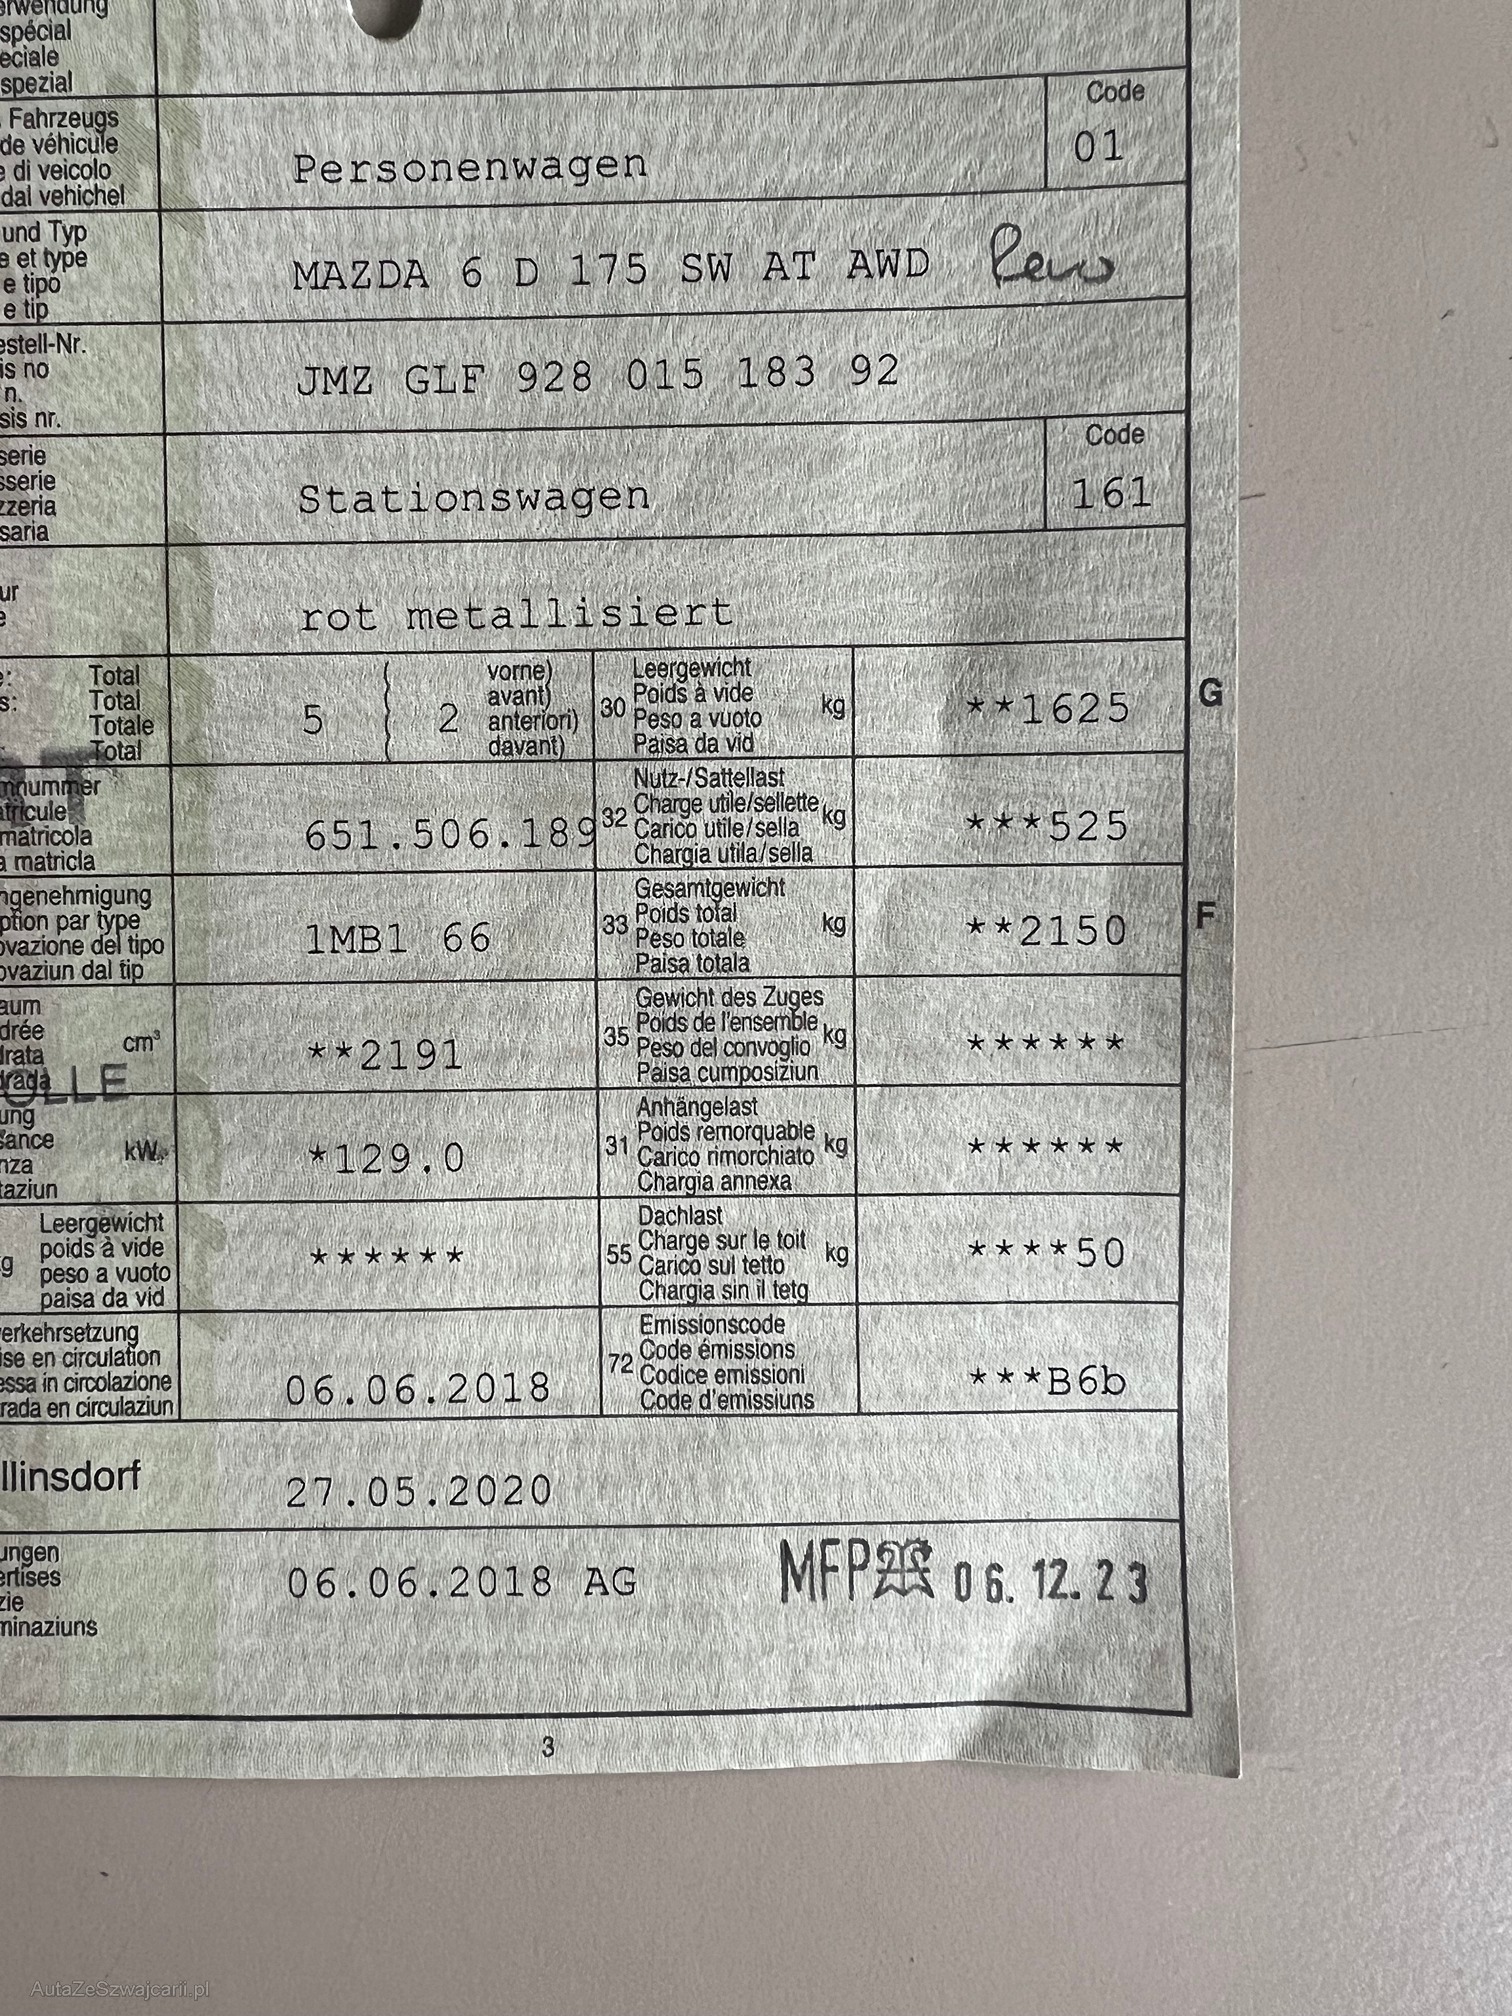 erwendung
spécial
eciale
spezial
Fahrzeugs
de véhicule
e di veicolo
dal vehichel
Personenwagen
Code
01
und Typ
e et type
e tipo
e tip
MAZDA 6 D 175 SW AT AWD
estell-Nr.
is no
n.
sis nr.
JMZ GLF 928 015 183 92
serie
sserie
zzeria
saria
Stationswagen
Code
161
ur
e
rot metallisiert
e: Total
s: Total
Totale
Total
5 { 2
vorne)
avant)
anteriori)
davant)
30
Leergewicht
Poids à vide
Peso a vuoto
Paisa da vid
kg
**1625
G
mnummer
atricule
matricola
a matricla
651.506.189
32
Nutz-/Sattellast
Charge utile/sellette
Carico utile/sella
Chargia utila/sella
kg
***525
ngenehmigung
ption par type
ovazione del tipo
ovaziun dal tip
1MB1 66
33
Gesamtgewicht
Poids total
Peso totale
Paisa totala
kg
**2150
F
aum
drée
drata
drada
cm³
OLLE
**2191
35
Gewicht des Zuges
Poids de l'ensemble
Peso del convoglio
Paisa cumposiziun
kg
******
ung
sance
nza
taziun
kW
*129.0
31
Anhängelast
Poids remorquable
Carico rimorchiato
Chargia annexa
kg
******
g
Leergewicht
poids à vide
peso a vuoto
paisa da vid
******
55
Dachlast
Charge sur le toit
Carico sul tetto
Chargia sin il tetg
kg
****50
verkehrsetzung
ise en circulation
essa in circolazione
rada en circulaziun
06.06.2018
72
Emissionscode
Code émissions
Codice emissioni
Code d'emissiuns
***B6b
llinsdorf
27.05.2020
ungen
ertises
zie
minaziuns
06.06.2018 AG
MFP 06.12.23
3
AutaZeSzwajcarii.pl